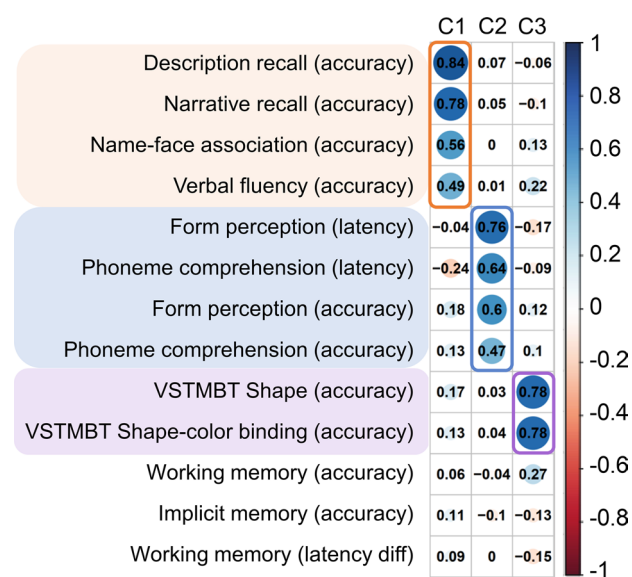 C1 C2 C3
Description recall (accuracy) 0.84 0.07 −0.06
Narrative recall (accuracy) 0.78 0.05 −0.1
Name-face association (accuracy) 0.56 0 0.13
Verbal fluency (accuracy) 0.49 0.01 0.22
Form perception (latency) −0.04 0.76 −0.17
Phoneme comprehension (latency) −0.24 0.64 −0.09
Form perception (accuracy) 0.18 0.6 0.12
Phoneme comprehension (accuracy) 0.13 0.47 0.1
VSTMBT Shape (accuracy) 0.17 0.03 0.78
VSTMBT Shape-color binding (accuracy) 0.13 0.04 0.78
Working memory (accuracy) 0.06 −0.04 0.27
Implicit memory (accuracy) 0.11 −0.1 −0.13
Working memory (latency diff) 0.09 0 −0.15
1
0.8
0.6
0.4
0.2
0
-0.2
-0.4
-0.6
-0.8
-1